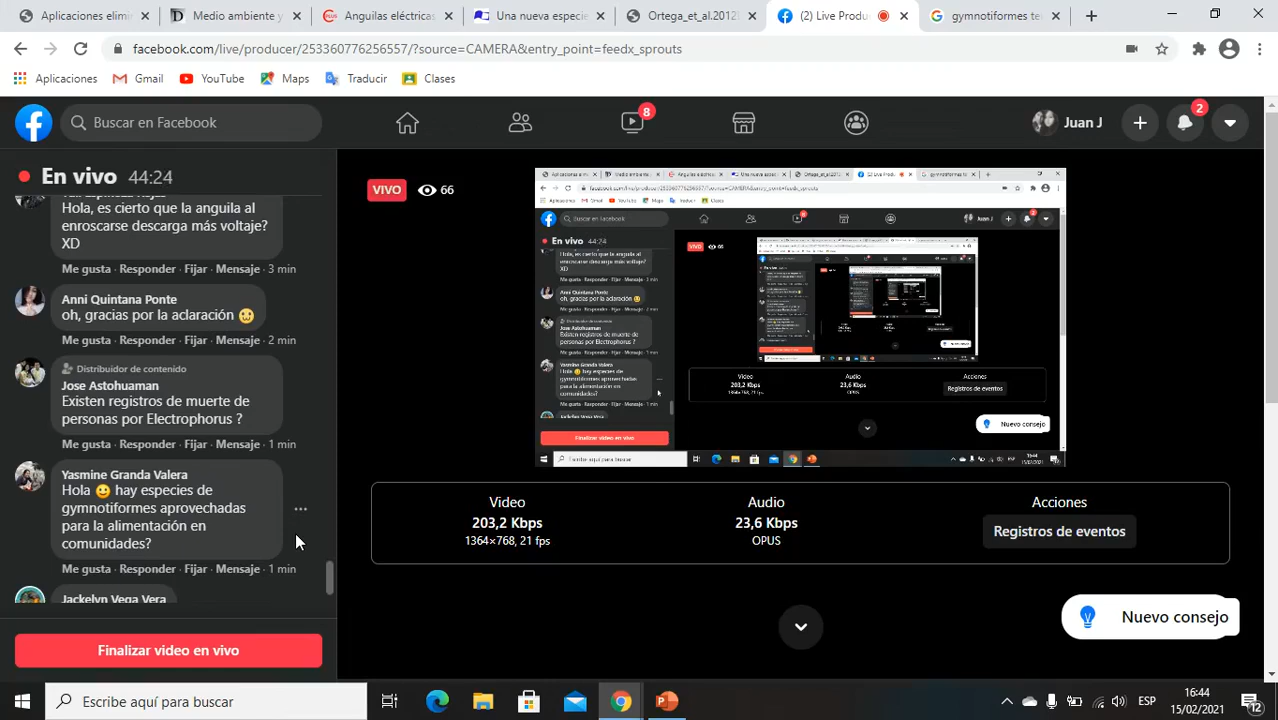 Aplicaciones elimi
Medio ambiente y
Anguilas eléctricas
Una nueva especie
Ortega_et_al.2012
(2) Live Produ
gymnotiformes te
facebook.com/live/producer/253360776256557/?source=CAMERA&entry_point=feedx_sprouts
Aplicaciones
Gmail
YouTube
Maps
Traducir
Clases
Buscar en Facebook
8
Juan J
2
En vivo 44:24
Hola, es cierto que la anguila al
enroscarse descarga más voltaje?
XD
Me gusta · Responder · Fijar · Mensaje · 3 min
Quintana Ponte
gracias por la aclaración
Me gusta · Responder · Fijar · Mensaje · 2 min
Distribuidor de contenido
Jose Astohuaman
Existen registros de muerte de
personas por Electrophorus ?
Me gusta · Responder · Fijar · Mensaje · 1 min
Yasmine Granda Valera
Hola 🙂 hay especies de
gymnotiformes aprovechadas
para la alimentación en
comunidades?
Me gusta · Responder · Fijar · Mensaje · 1 min
Jackelyn Vega Vera
Finalizar video en vivo
VIVO 66
Video
203,2 Kbps
1364×768, 21 fps
Audio
23,6 Kbps
OPUS
Acciones
Registros de eventos
Nuevo consejo
Escribe aquí para buscar
ESP
16:44
15/02/2021
12